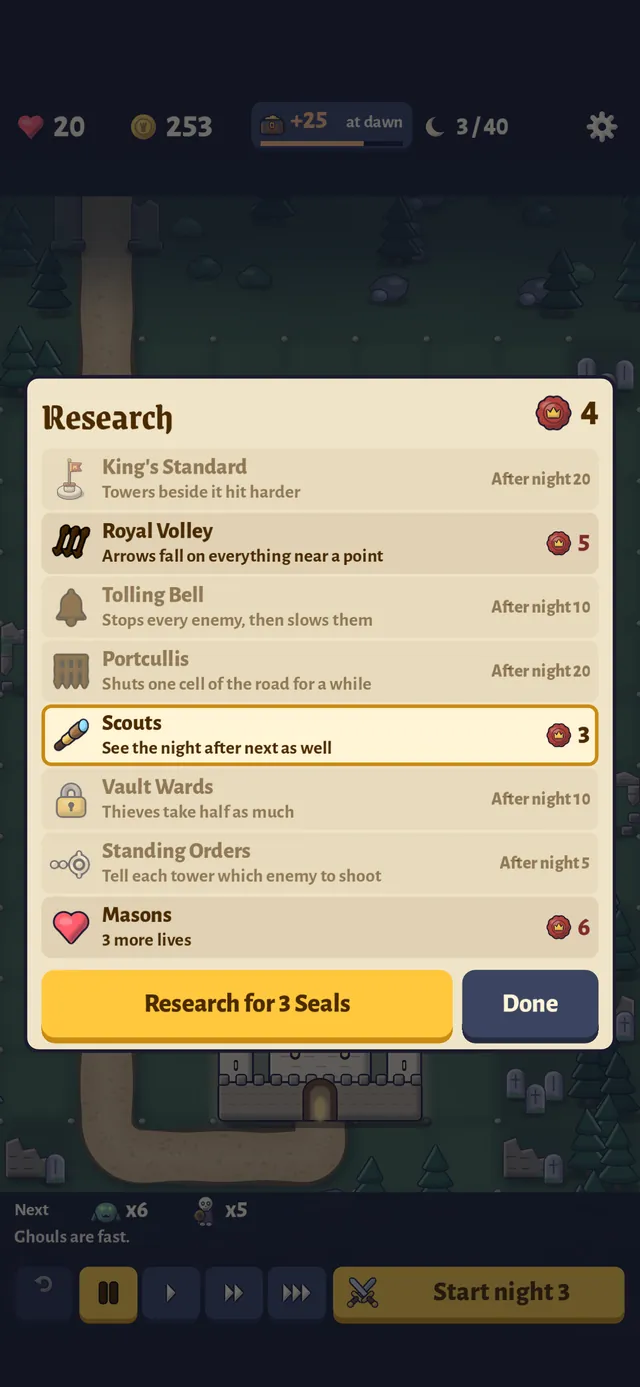 20
253
+25 at dawn
3/40
Research
4
King's Standard
Towers beside it hit harder
After night 20
Royal Volley
Arrows fall on everything near a point
5
Tolling Bell
Stops every enemy, then slows them
After night 10
Portcullis
Shuts one cell of the road for a while
After night 20
Scouts
See the night after next as well
3
Vault Wards
Thieves take half as much
After night 10
Standing Orders
Tell each tower which enemy to shoot
After night 5
Masons
3 more lives
6
Research for 3 Seals
Done
Next x6 x5
Ghouls are fast.
Start night 3